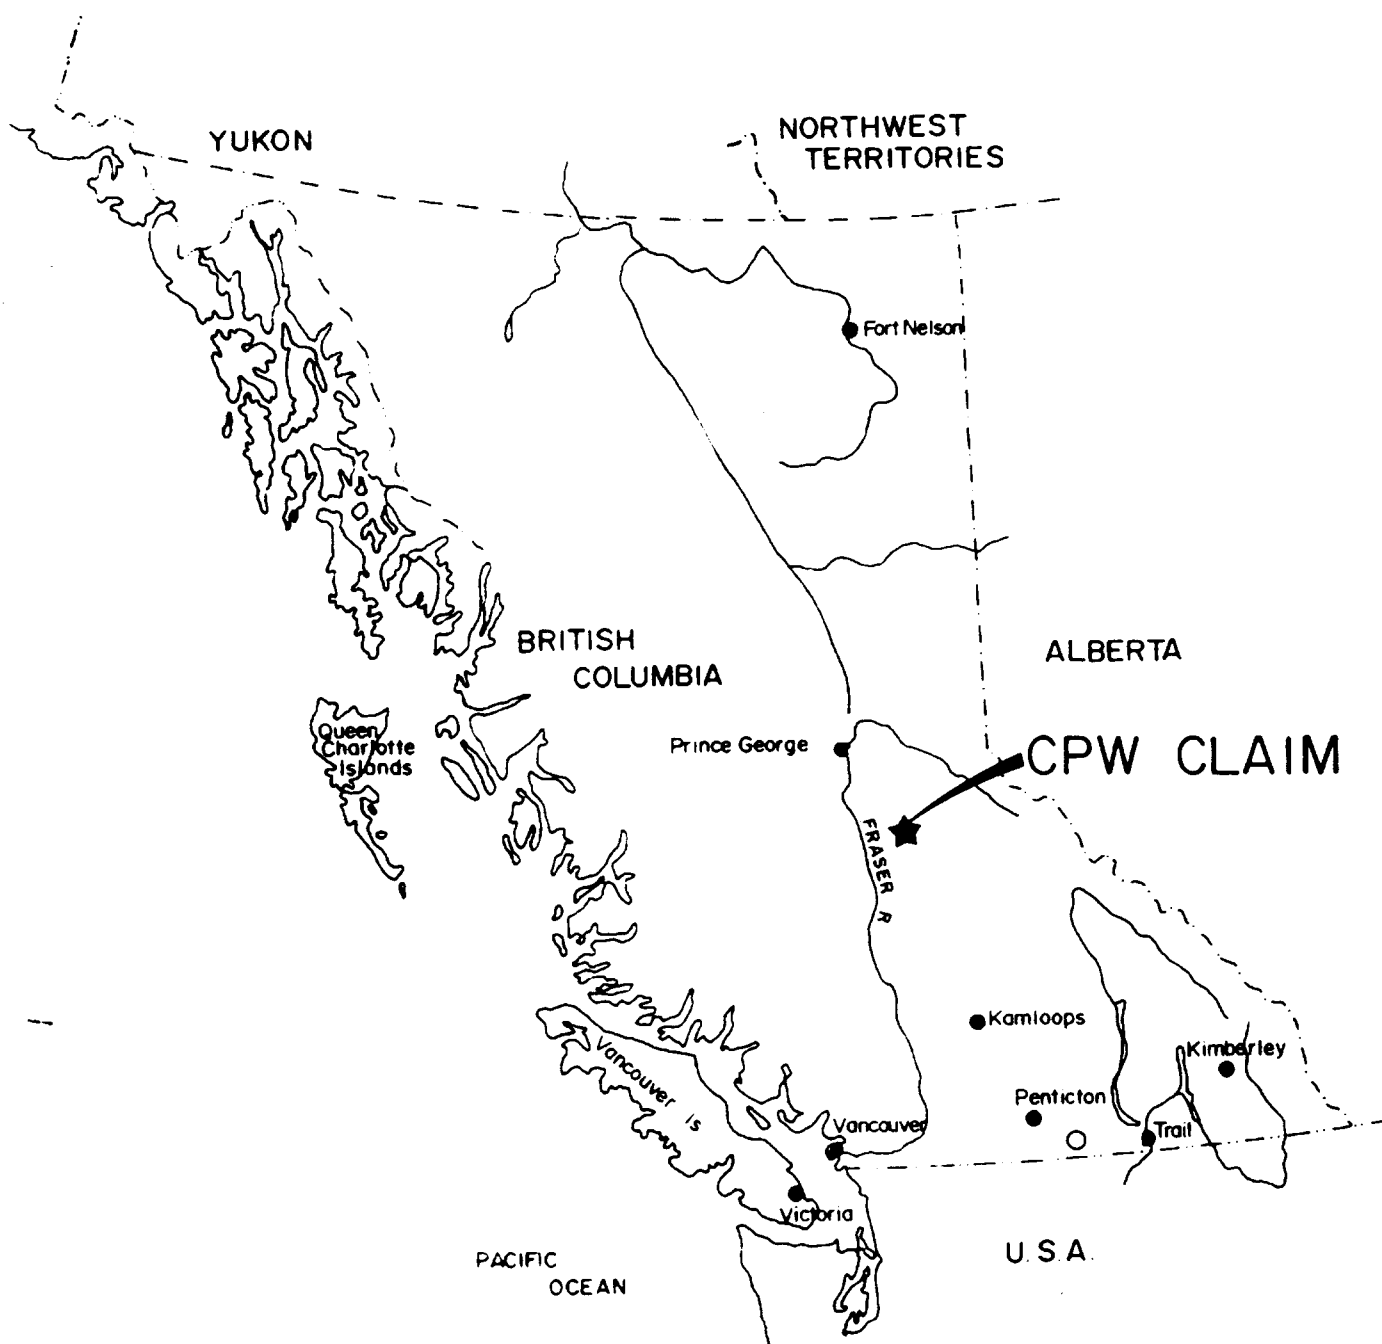 YUKON
NORTHWEST
TERRITORIES
Fort Nelson
BRITISH
COLUMBIA
ALBERTA
Queen
Charlotte
Islands
Prince George
CPW CLAIM
FRASER R
Kamloops
Vancouver Is
Kimberley
Penticton
Vancouver
Trail
Victoria
PACIFIC
OCEAN
U.S.A.